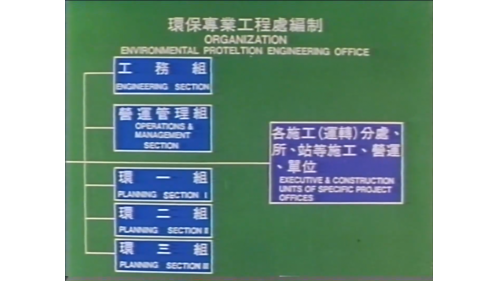 環保專業工程處編制
ORGANIZATION
ENVIRONMENTAL PROTELTION ENGINEERING OFFICE
工務組
ENGINEERING SECTION
營運管理組
OPERATIONS &
MANAGEMENT
SECTION
環一組
PLANNING SECTION I
環二組
PLANNING SECTION II
環三組
PLANNING SECTION III
各施工(運轉)分處、
所、站等施工、營運
、單位
EXECUTIVE & CONSTRUCTION
UNITS OF SPECIFIC PROJECT
OFFICES